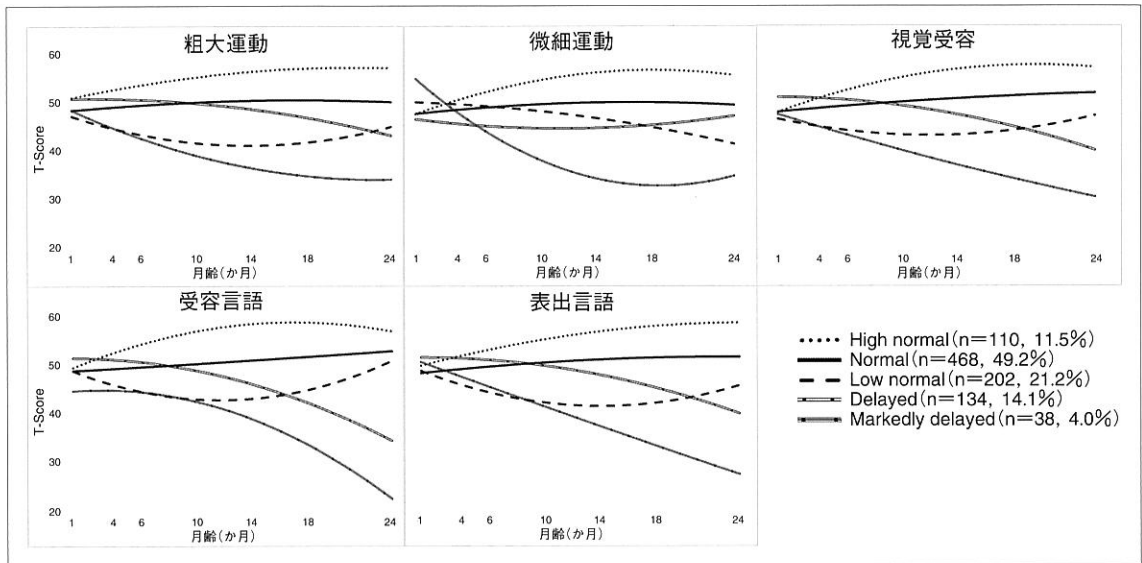 粗大運動
60
50
40
30
20
T-Score
1 4 6 10 14 18 24
月齢(か月)
微細運動
1 4 6 10 14 18 24
月齢(か月)
視覚受容
1 4 6 10 14 18 24
月齢(か月)
受容言語
60
50
40
30
20
T-Score
1 4 6 10 14 18 24
月齢(か月)
表出言語
1 4 6 10 14 18 24
月齢(か月)
High normal(n=110, 11.5%)
Normal(n=468, 49.2%)
Low normal(n=202, 21.2%)
Delayed(n=134, 14.1%)
Markedly delayed(n=38, 4.0%)